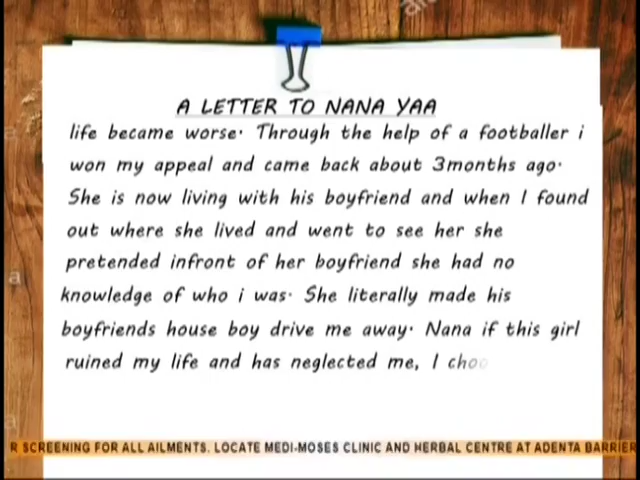 A LETTER TO NANA YAA
life became worse. Through the help of a footballer i
won my appeal and came back about 3months ago.
She is now living with his boyfriend and when I found
out where she lived and went to see her she
pretended infront of her boyfriend she had no
knowledge of who i was. She literally made his
boyfriends house boy drive me away. Nana if this girl
ruined my life and has neglected me, I choo
R SCREENING FOR ALL AILMENTS. LOCATE MEDI-MOSES CLINIC AND HERBAL CENTRE AT ADENTA BARRIER